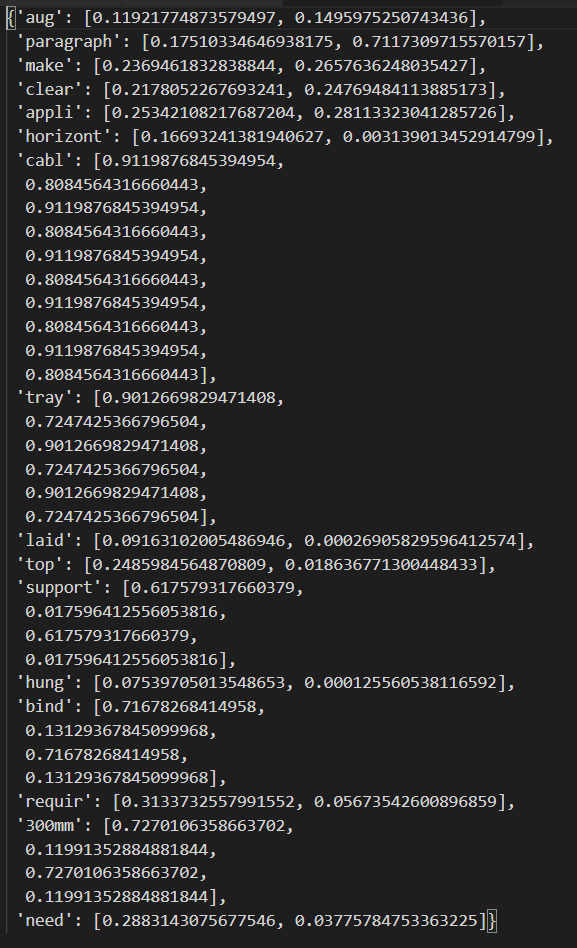 {'aug': [0.11921774873579497, 0.1495975250743436],
'paragraph': [0.17510334646938175, 0.7117309715570157],
'make': [0.2369461832838844, 0.2657636248035427],
'clear': [0.2178052267693241, 0.24769484113885173],
'appli': [0.25342108217687204, 0.28113323041285726],
'horizont': [0.16693241381940627, 0.003139013452914799],
'cabl': [0.9119876845394954,
0.8084564316660443,
0.9119876845394954,
0.8084564316660443,
0.9119876845394954,
0.8084564316660443,
0.9119876845394954,
0.8084564316660443,
0.9119876845394954,
0.8084564316660443],
'tray': [0.9012669829471408,
0.7247425366796504,
0.9012669829471408,
0.7247425366796504,
0.9012669829471408,
0.7247425366796504],
'laid': [0.09163102005486946, 0.00026905829596412574],
'top': [0.2485984564870809, 0.018636771300448433],
'support': [0.617579317660379,
0.017596412556053816,
0.617579317660379,
0.017596412556053816],
'hung': [0.07539705013548653, 0.000125560538116592],
'bind': [0.71678268414958,
0.13129367845099968,
0.71678268414958,
0.13129367845099968],
'requir': [0.3133732557991552, 0.05673542600896859],
'300mm': [0.7270106358663702,
0.11991352884881844,
0.7270106358663702,
0.11991352884881844],
'need': [0.2883143075677546, 0.03775784753363225]}